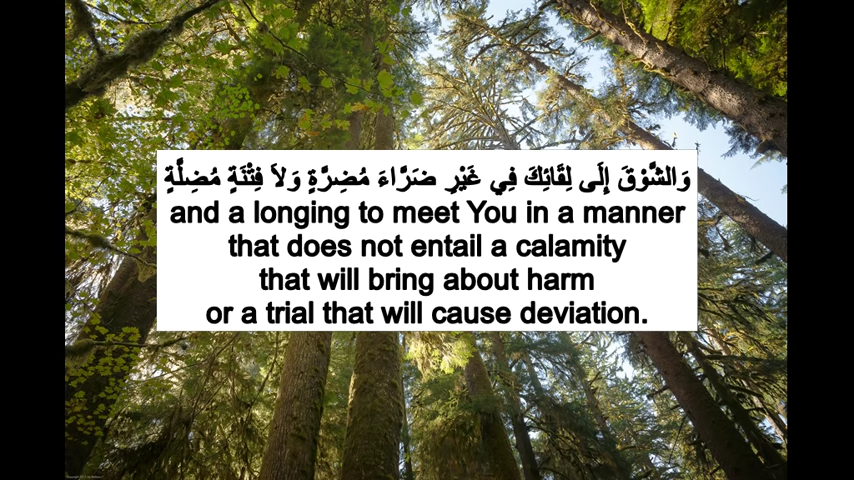 وَالشَّوْقَ إِلَى لِقَائِكَ فِي غَيْرِ ضَرَّاءَ مُضِرَّةٍ وَلاَ فِتْنَةٍ مُضِلَّةٍ
and a longing to meet You in a manner
that does not entail a calamity
that will bring about harm
or a trial that will cause deviation.